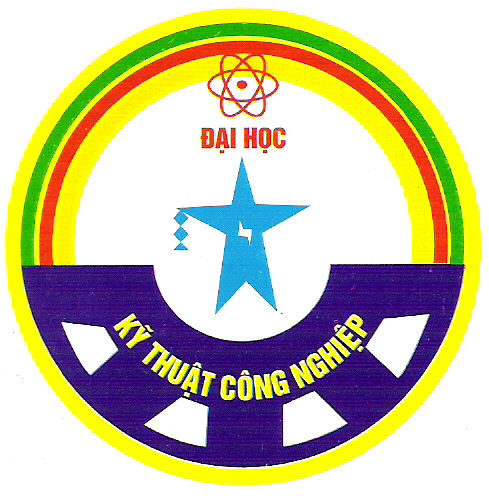 ĐẠI HỌC
KỸ THUẬT CÔNG NGHIỆP